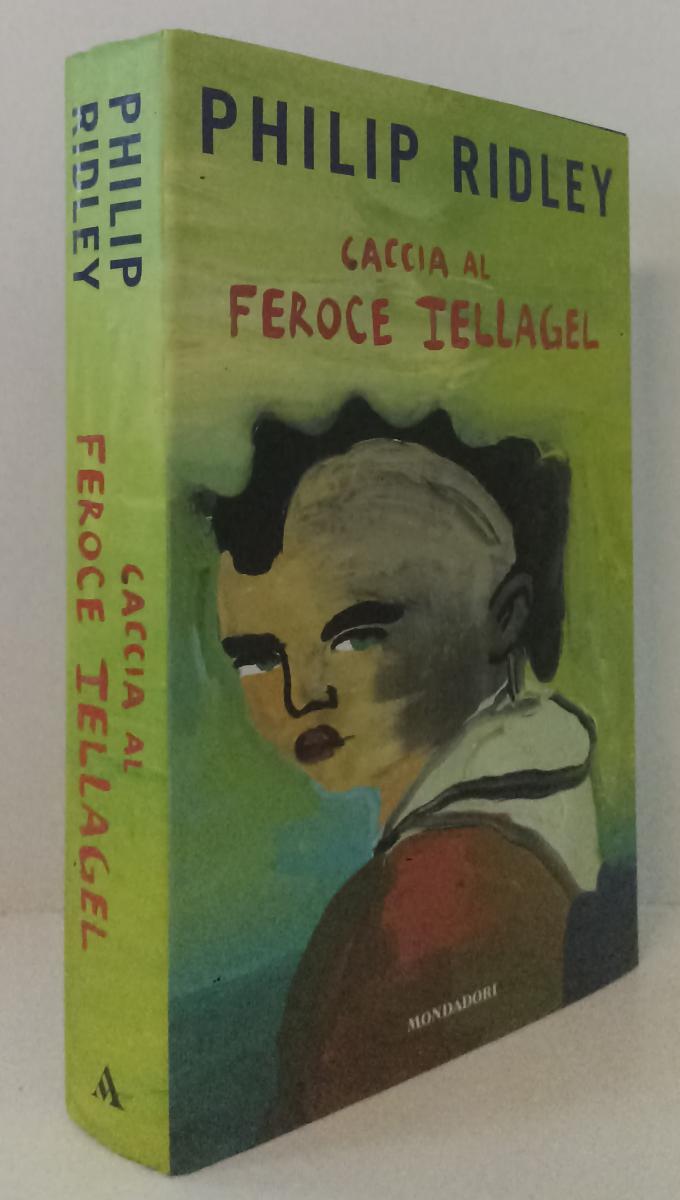 PHILIP
RIDLEY
CACCIA AL
FEROCE IELLAGEL
PHILIP RIDLEY
CACCIA AL
FEROCE IELLAGEL
MONDADORI